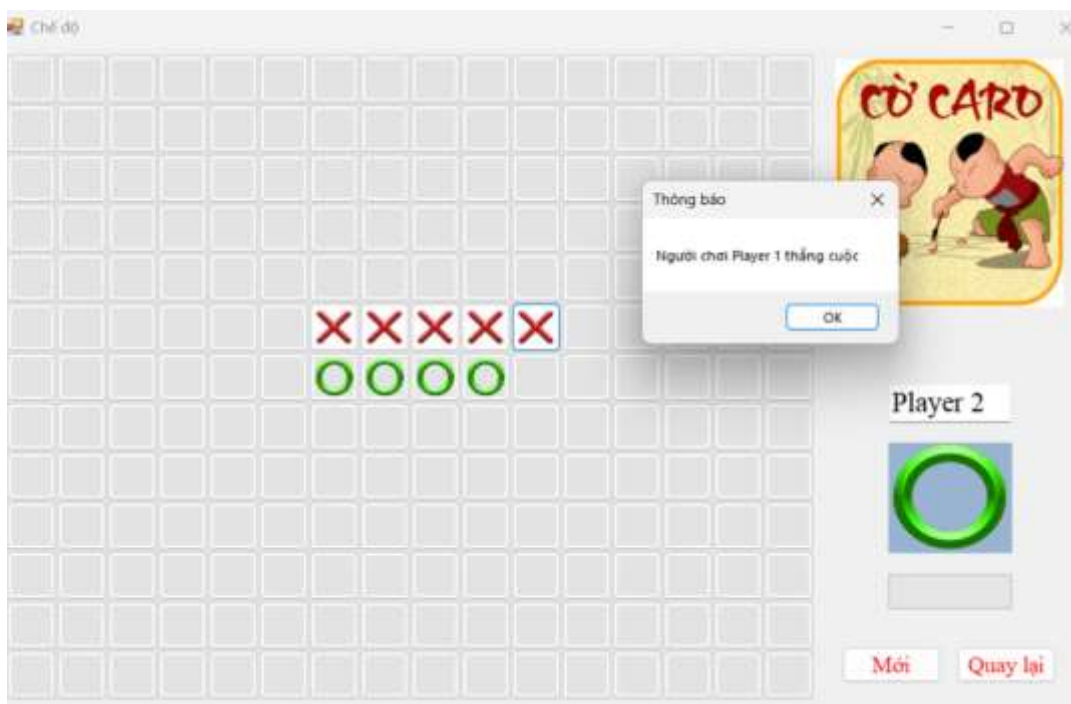 Chế độ
CỜ CARO
Thông báo
Người chơi Player 1 thắng cuộc
OK
Player 2
Mới
Quay lại